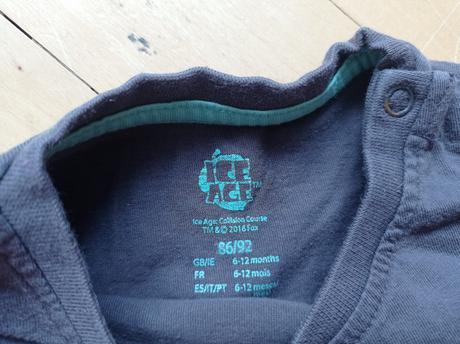 ICE
AGE™
Ice Age: Collision Course
TM & © 2016 Fox
86/92
GB/IE 6-12 months
FR 6-12 mois
ES/IT/PT 6-12 meses